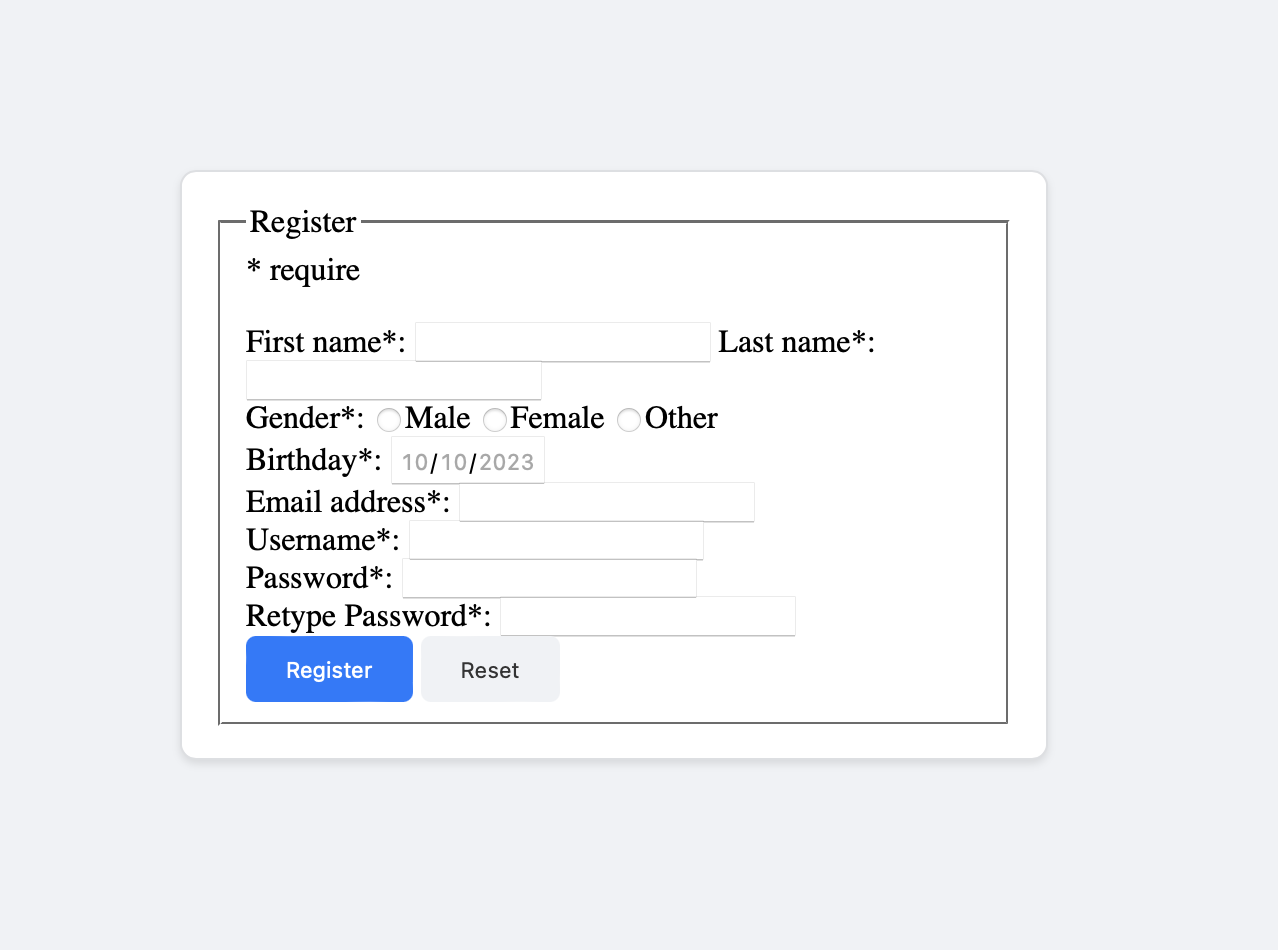 Register
* require
First name*: Last name*:
Gender*: Male Female Other
Birthday*: 10/10/2023
Email address*:
Username*:
Password*:
Retype Password*:
Register Reset